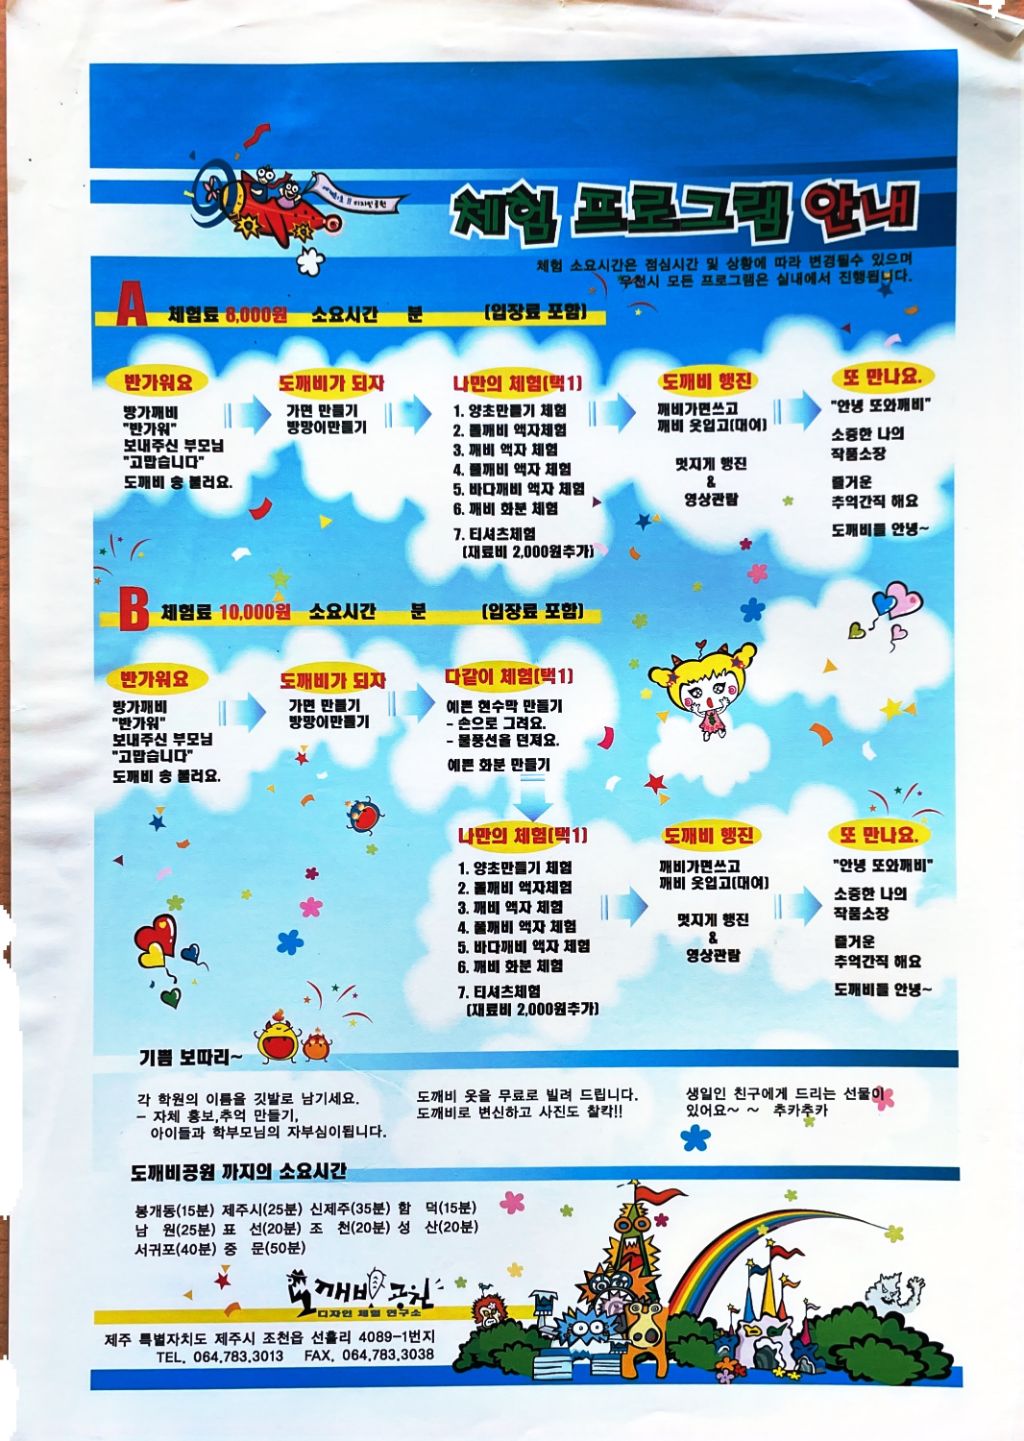 체험 프로그램 안내
체험 소요시간은 점심시간 및 상황에 따라 변경될수 있으며
우천시 모든 프로그램은 실내에서 진행됩니다.
A 체험료 8,000원 소요시간 분 (입장료 포함)
반가워요
방가깨비
"반가워"
보내주신 부모님
"고맙습니다"
도깨비 송 불러요.
도깨비가 되자
가면 만들기
방망이만들기
나만의 체험(택1)
1. 양초만들기 체험
2. 돌깨비 액자체험
3. 깨비 액자 체험
4. 풀깨비 액자 체험
5. 바다깨비 액자 체험
6. 깨비 화분 체험
7. 티셔츠체험
(재료비 2,000원추가)
도깨비 행진
깨비가면쓰고
깨비 옷입고(대여)
멋지게 행진
&
영상관람
또 만나요.
"안녕 또와깨비"
소중한 나의
작품소장
즐거운
추억간직 해요
도깨비들 안녕~
B 체험료 10,000원 소요시간 분 (입장료 포함)
반가워요
방가깨비
"반가워"
보내주신 부모님
"고맙습니다"
도깨비 송 불러요.
도깨비가 되자
가면 만들기
방망이만들기
다같이 체험(택1)
예쁜 현수막 만들기
- 손으로 그려요.
- 물풍선을 던져요.
예쁜 화분 만들기
나만의 체험(택1)
1. 양초만들기 체험
2. 돌깨비 액자체험
3. 깨비 액자 체험
4. 풀깨비 액자 체험
5. 바다깨비 액자 체험
6. 깨비 화분 체험
7. 티셔츠체험
(재료비 2,000원추가)
도깨비 행진
깨비가면쓰고
깨비 옷입고(대여)
멋지게 행진
&
영상관람
또 만나요.
"안녕 또와깨비"
소중한 나의
작품소장
즐거운
추억간직 해요
도깨비들 안녕~
기쁨 보따리~
각 학원의 이름을 깃발로 남기세요.
- 자체 홍보,추억 만들기,
아이들과 학부모님의 자부심이됩니다.
도깨비 옷을 무료로 빌려 드립니다.
도깨비로 변신하고 사진도 찰칵!!
생일인 친구에게 드리는 선물이
있어요~ ~ 추카추카
도깨비공원 까지의 소요시간
봉개동(15분) 제주시(25분) 신제주(35분) 함 덕(15분)
남 원(25분) 표 선(20분) 조 천(20분) 성 산(20분)
서귀포(40분) 중 문(50분)
도깨비공원
디자인 체험 연구소
제주 특별자치도 제주시 조천읍 선흘리 4089-1번지
TEL. 064.783.3013 FAX. 064.783.3038